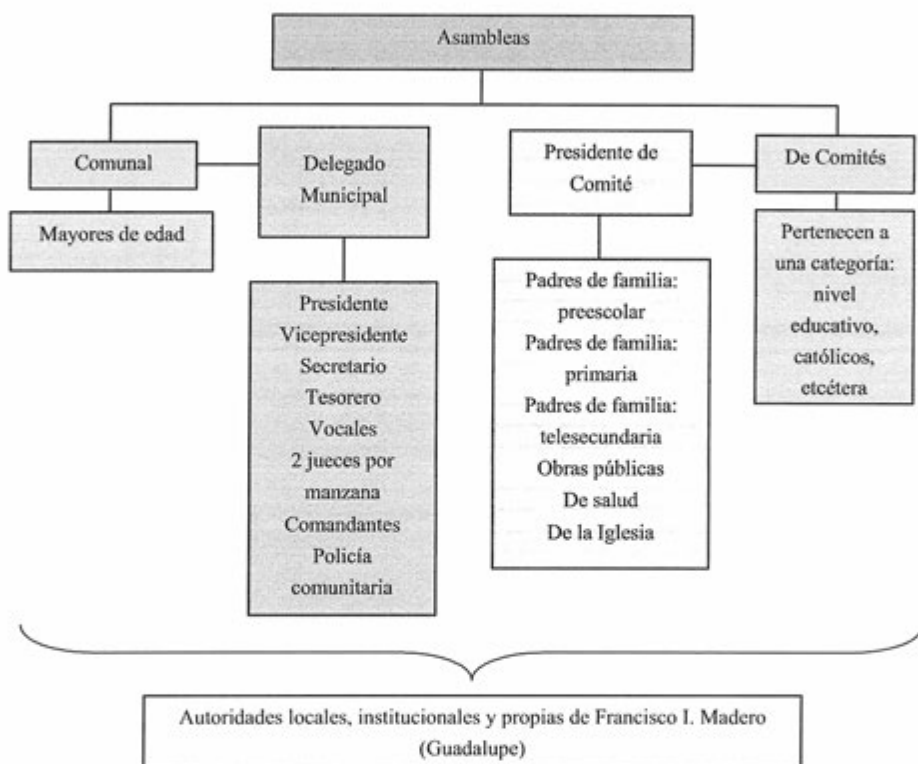 Asambleas
Comunal
Delegado
Municipal
Presidente de
Comité
De Comités
Mayores de edad
Pertenecen a
una categoría:
nivel
educativo,
católicos,
etcétera
Presidente
Vicepresidente
Secretario
Tesorero
Vocales
2 jueces por
manzana
Comandantes
Policía
comunitaria
Padres de familia:
preescolar
Padres de familia:
primaria
Padres de familia:
telesecundaria
Obras públicas
De salud
De la Iglesia
Autoridades locales, institucionales y propias de Francisco I. Madero
(Guadalupe)